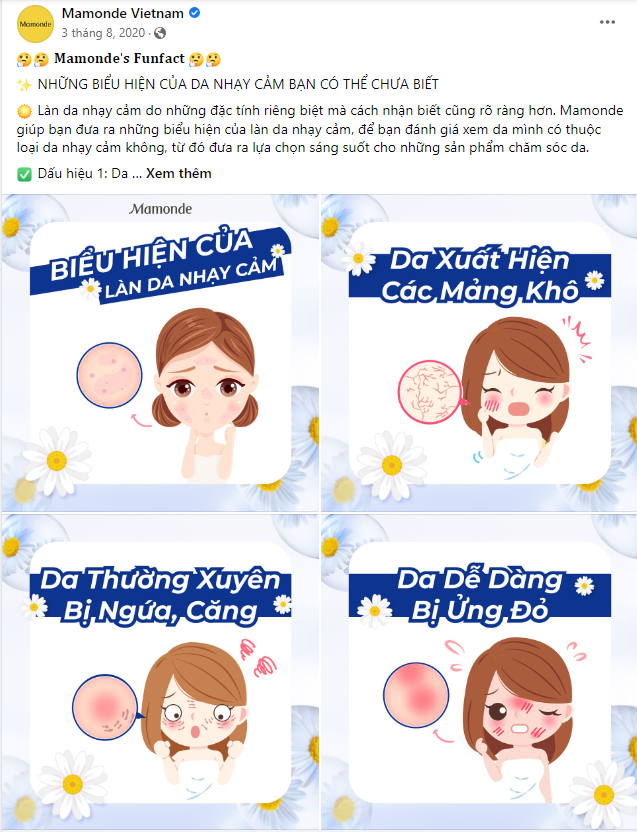 Mamonde Vietnam
Mamonde
3 tháng 8, 2020 ·
🤔🤔 Mamonde's Funfact 🤔🤔
✨ NHỮNG BIỂU HIỆN CỦA DA NHẠY CẢM BẠN CÓ THỂ CHƯA BIẾT
🌼 Làn da nhạy cảm do những đặc tính riêng biệt mà cách nhận biết cũng rõ ràng hơn. Mamonde
giúp bạn đưa ra những biểu hiện của làn da nhạy cảm, để bạn đánh giá xem da mình có thuộc
loại da nhạy cảm không, từ đó đưa ra lựa chọn sáng suốt cho những sản phẩm chăm sóc da.
✅ Dấu hiệu 1: Da ... Xem thêm
Mamonde
BIỂU HIỆN CỦA
LÀN DA NHẠY CẢM
Da Xuất Hiện
Các Mảng Khô
Da Thường Xuyên
Bị Ngứa, Căng
Da Dễ Dàng
Bị Ửng Đỏ